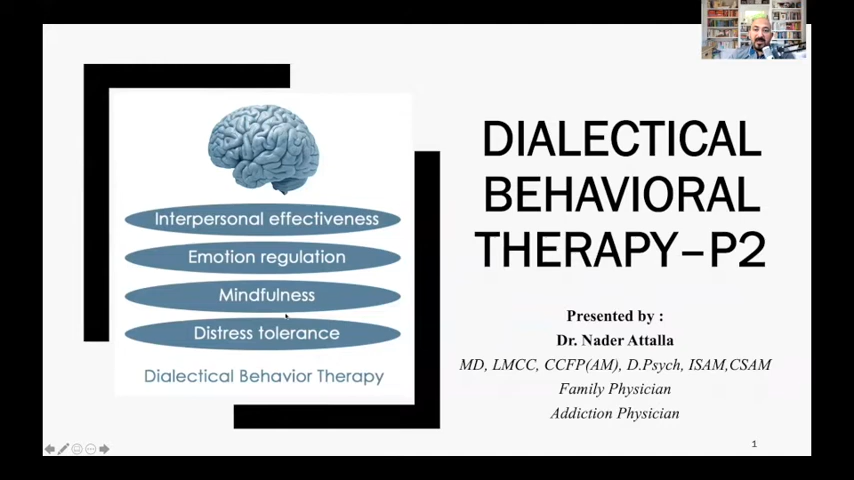 Interpersonal effectiveness
Emotion regulation
Mindfulness
Distress tolerance
Dialectical Behavior Therapy
DIALECTICAL
BEHAVIORAL
THERAPY–P2
Presented by :
Dr. Nader Attalla
MD, LMCC, CCFP(AM), D.Psych, ISAM,CSAM
Family Physician
Addiction Physician
1